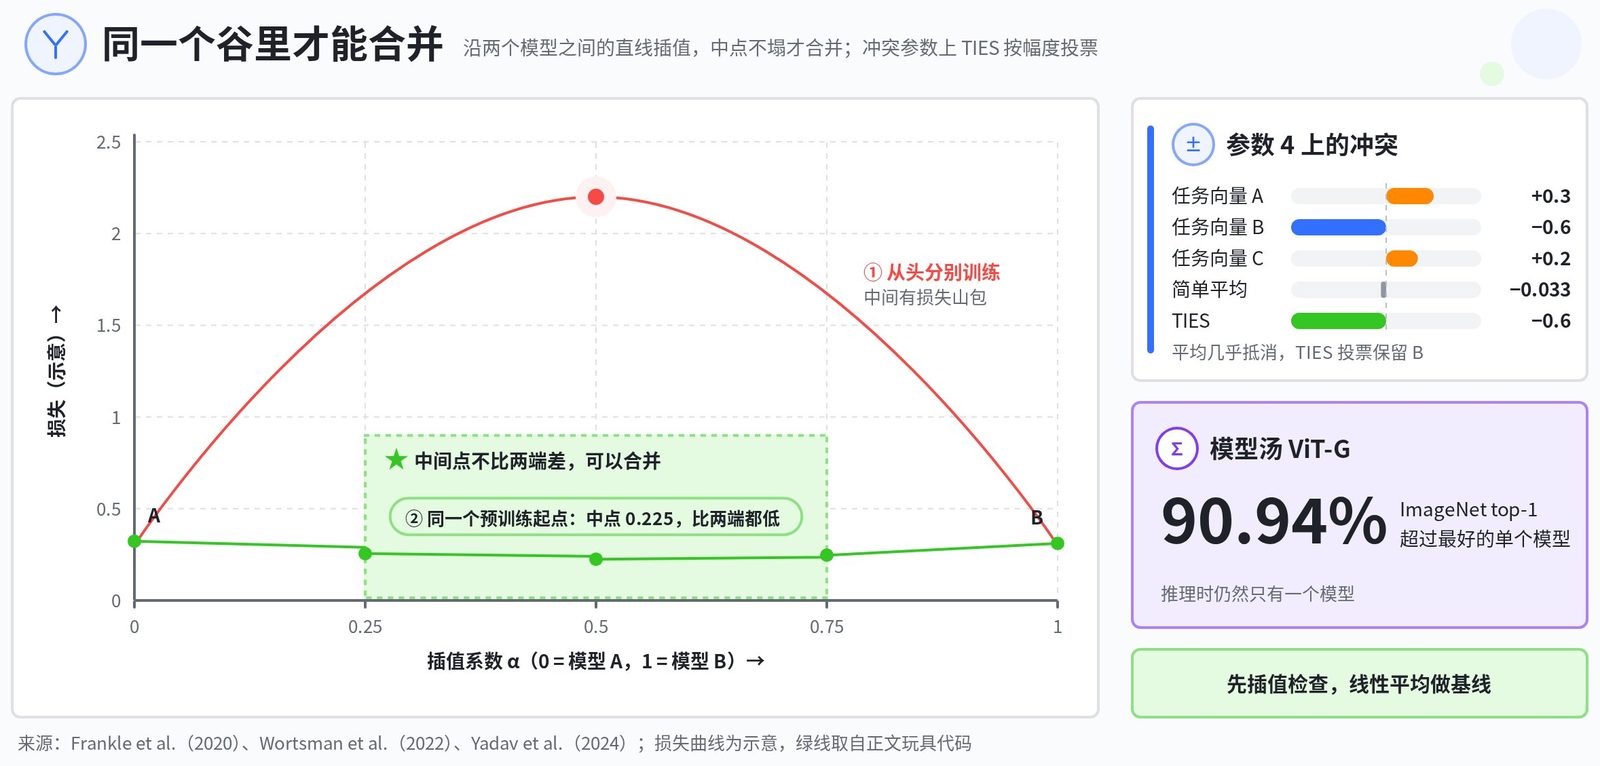 同一个谷里才能合并
沿两个模型之间的直线插值，中点不塌才合并；冲突参数上 TIES 按幅度投票
损失（示意）→
2.5
2
1.5
1
0.5
0
① 从头分别训练
中间有损失山包
★ 中间点不比两端差，可以合并
② 同一个预训练起点：中点 0.225，比两端都低
A
B
0
0.25
0.5
0.75
1
插值系数 α（0 = 模型 A，1 = 模型 B）→
± 参数 4 上的冲突
任务向量 A +0.3
任务向量 B −0.6
任务向量 C +0.2
简单平均 −0.033
TIES −0.6
平均几乎抵消，TIES 投票保留 B
Σ 模型汤 ViT-G
90.94%
ImageNet top-1
超过最好的单个模型
推理时仍然只有一个模型
先插值检查，线性平均做基线
来源：Frankle et al.（2020）、Wortsman et al.（2022）、Yadav et al.（2024）；损失曲线为示意，绿线取自正文玩具代码